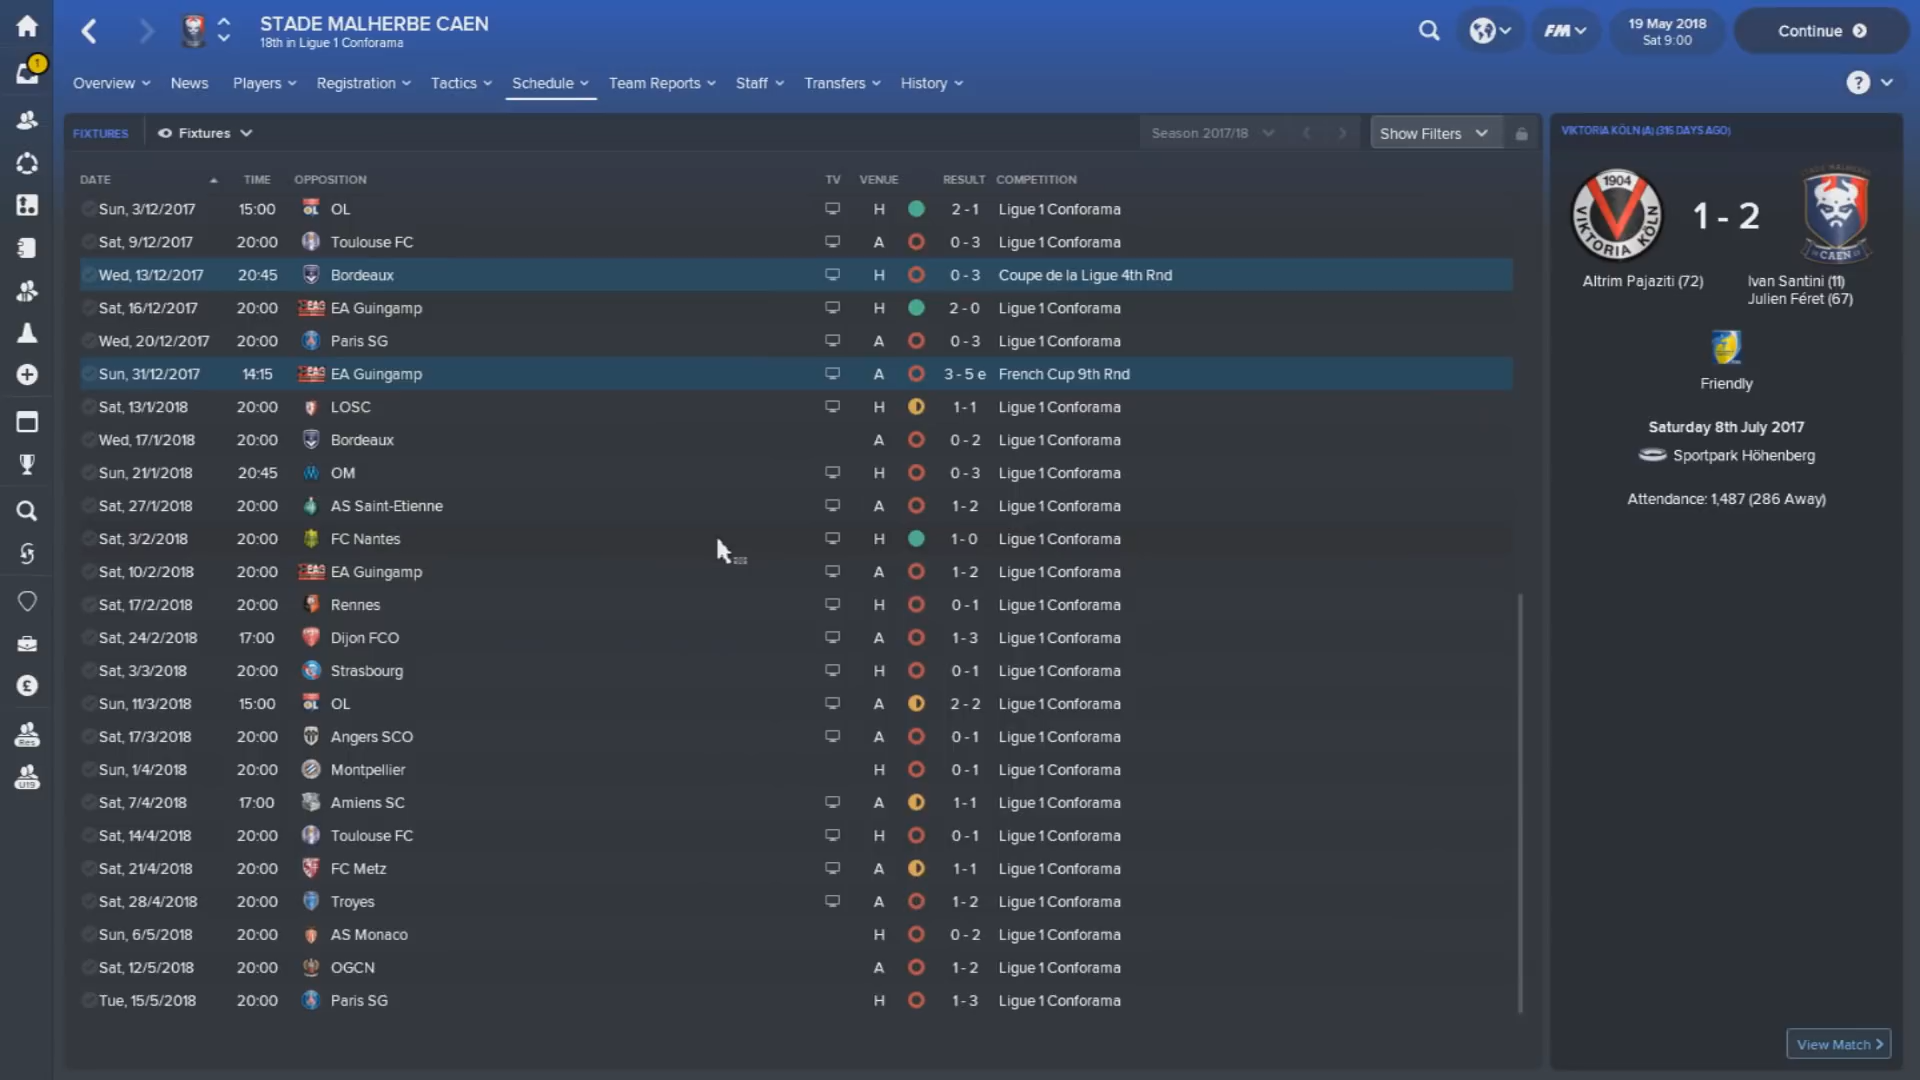 STADE MALHERBE CAEN
18th in Ligue 1 Conforama
FM
19 May 2018
Sat 9:00
Continue
1
Overview
News
Players
Registration
Tactics
Schedule
Team Reports
Staff
Transfers
History
?
FIXTURES
Fixtures
Season 2017/18
Show Filters
DATE TIME OPPOSITION TV VENUE RESULT COMPETITION
Sun, 3/12/2017 15:00 OL H 2 - 1 Ligue 1 Conforama
Sat, 9/12/2017 20:00 Toulouse FC A 0 - 3 Ligue 1 Conforama
Wed, 13/12/2017 20:45 Bordeaux H 0 - 3 Coupe de la Ligue 4th Rnd
Sat, 16/12/2017 20:00 EA Guingamp H 2 - 0 Ligue 1 Conforama
Wed, 20/12/2017 20:00 Paris SG A 0 - 3 Ligue 1 Conforama
Sun, 31/12/2017 14:15 EA Guingamp A 3 - 5 e French Cup 9th Rnd
Sat, 13/1/2018 20:00 LOSC H 1 - 1 Ligue 1 Conforama
Wed, 17/1/2018 20:00 Bordeaux A 0 - 2 Ligue 1 Conforama
Sun, 21/1/2018 20:45 OM H 0 - 3 Ligue 1 Conforama
Sat, 27/1/2018 20:00 AS Saint-Etienne A 1 - 2 Ligue 1 Conforama
Sat, 3/2/2018 20:00 FC Nantes H 1 - 0 Ligue 1 Conforama
Sat, 10/2/2018 20:00 EA Guingamp A 1 - 2 Ligue 1 Conforama
Sat, 17/2/2018 20:00 Rennes H 0 - 1 Ligue 1 Conforama
Sat, 24/2/2018 17:00 Dijon FCO A 1 - 3 Ligue 1 Conforama
Sat, 3/3/2018 20:00 Strasbourg H 0 - 1 Ligue 1 Conforama
Sun, 11/3/2018 15:00 OL A 2 - 2 Ligue 1 Conforama
Sat, 17/3/2018 20:00 Angers SCO A 0 - 1 Ligue 1 Conforama
Sun, 1/4/2018 20:00 Montpellier H 0 - 1 Ligue 1 Conforama
Sat, 7/4/2018 17:00 Amiens SC A 1 - 1 Ligue 1 Conforama
Sat, 14/4/2018 20:00 Toulouse FC H 0 - 1 Ligue 1 Conforama
Sat, 21/4/2018 20:00 FC Metz A 1 - 1 Ligue 1 Conforama
Sat, 28/4/2018 20:00 Troyes A 1 - 2 Ligue 1 Conforama
Sun, 6/5/2018 20:00 AS Monaco H 0 - 2 Ligue 1 Conforama
Sat, 12/5/2018 20:00 OGCN A 1 - 2 Ligue 1 Conforama
Tue, 15/5/2018 20:00 Paris SG H 1 - 3 Ligue 1 Conforama
VIKTORIA KÖLN (A) (316 DAYS AGO)
1904
VIKTORIA KÖLN
1 - 2
STADE MALHERBE
CAEN
Altrim Pajaziti (72)
Ivan Santini (11)
Julien Féret (67)
Friendly
Saturday 8th July 2017
Sportpark Höhenberg
Attendance: 1,487 (286 Away)
View Match
£
Res
U19